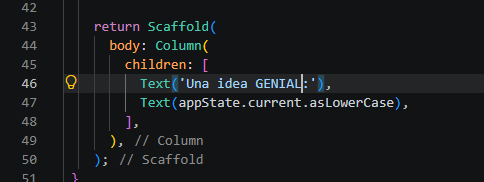 42
43 return Scaffold(
44 body: Column(
45 children: [
46 Text('Una idea GENIAL:'),
47 Text(appState.current.asLowerCase),
48 ],
49 ), // Column
50 ); // Scaffold
51 }